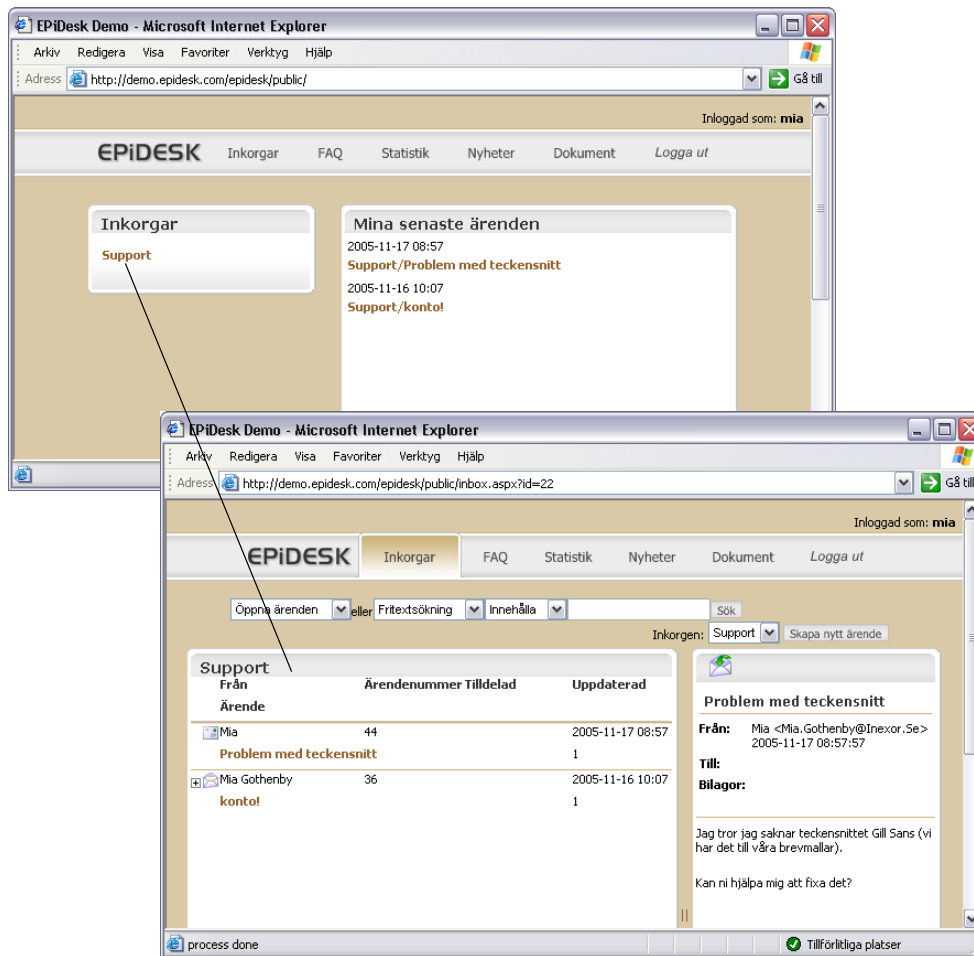 EPiDesk Demo - Microsoft Internet Explorer
Arkiv Redigera Visa Favoriter Verktyg Hjälp
Adress http://demo.epidesk.com/epidesk/public/ Gå till
Inloggad som: mia
EPiDESK Inkorgar FAQ Statistik Nyheter Dokument Logga ut
Inkorgar
Support
Mina senaste ärenden
2005-11-17 08:57
Support/Problem med teckensnitt
2005-11-16 10:07
Support/konto!
EPiDesk Demo - Microsoft Internet Explorer
Arkiv Redigera Visa Favoriter Verktyg Hjälp
Adress http://demo.epidesk.com/epidesk/public/inbox.aspx?id=22 Gå till
Inloggad som: mia
EPiDESK Inkorgar FAQ Statistik Nyheter Dokument Logga ut
Öppna ärenden eller Fritextsökning Innehålla Sök
Inkorgen: Support Skapa nytt ärende
Support
Från Ärendenummer Tilldelad Uppdaterad
Ärende
Mia 44 2005-11-17 08:57
Problem med teckensnitt 1
Mia Gothenby 36 2005-11-16 10:07
konto! 1
Problem med teckensnitt
Från: Mia <Mia.Gothenby@Inexor.Se>
2005-11-17 08:57:57
Till:
Bilagor:
Jag tror jag saknar teckensnittet Gill Sans (vi
har det till våra brevmallar).
Kan ni hjälpa mig att fixa det?
process done Tillförlitliga platser